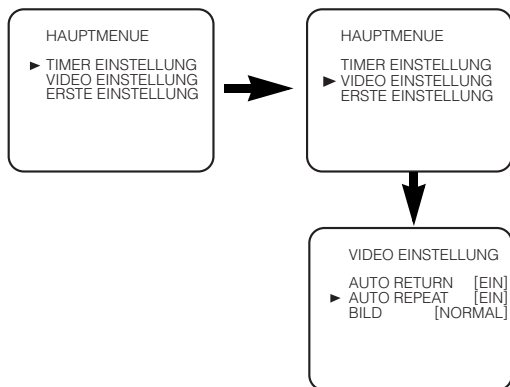 HAUPTMENUE
► TIMER EINSTELLUNG
VIDEO EINSTELLUNG
ERSTE EINSTELLUNG
HAUPTMENUE
TIMER EINSTELLUNG
► VIDEO EINSTELLUNG
ERSTE EINSTELLUNG
VIDEO EINSTELLUNG
AUTO RETURN [EIN]
► AUTO REPEAT [EIN]
BILD [NORMAL]